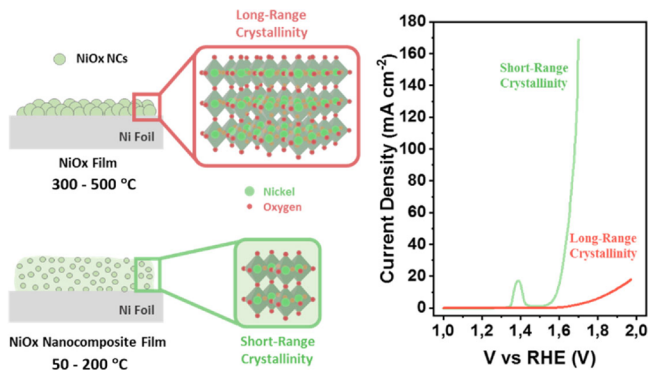 Long-Range
Crystallinity
NiOx NCs
Ni Foil
NiOx Film
300 - 500 °C
Nickel
Oxygen
Ni Foil
NiOx Nanocomposite Film
50 - 200 °C
Short-Range
Crystallinity
Current Density (mA cm-2)
180
160
140
120
100
80
60
40
20
0
Short-Range
Crystallinity
Long-Range
Crystallinity
1,0 1,2 1,4 1,6 1,8 2,0
V vs RHE (V)